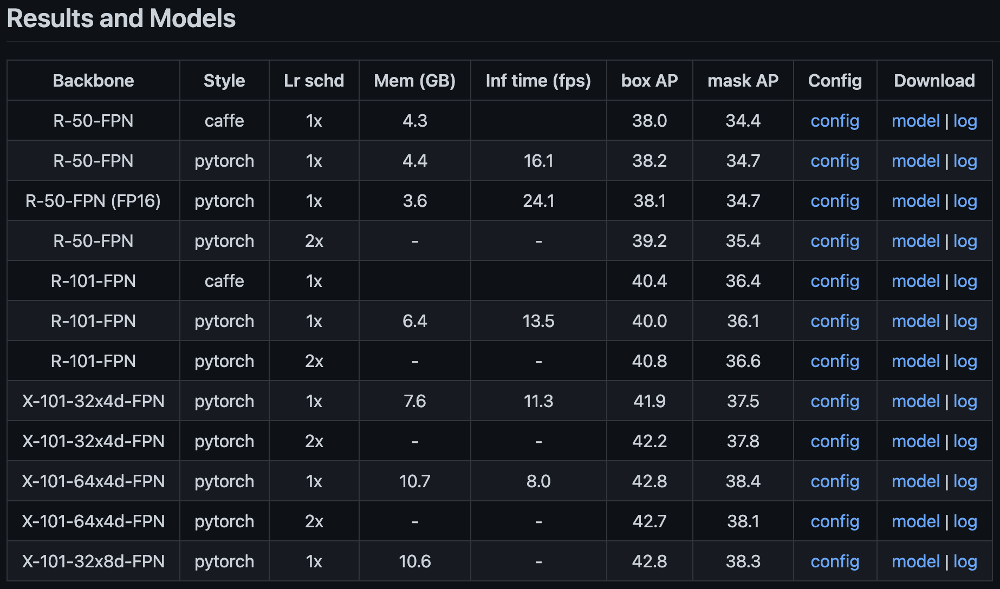 Results and Models
Backbone Style Lr schd Mem (GB) Inf time (fps) box AP mask AP Config Download
R-50-FPN caffe 1x 4.3 38.0 34.4 config model | log
R-50-FPN pytorch 1x 4.4 16.1 38.2 34.7 config model | log
R-50-FPN (FP16) pytorch 1x 3.6 24.1 38.1 34.7 config model | log
R-50-FPN pytorch 2x - - 39.2 35.4 config model | log
R-101-FPN caffe 1x 40.4 36.4 config model | log
R-101-FPN pytorch 1x 6.4 13.5 40.0 36.1 config model | log
R-101-FPN pytorch 2x - - 40.8 36.6 config model | log
X-101-32x4d-FPN pytorch 1x 7.6 11.3 41.9 37.5 config model | log
X-101-32x4d-FPN pytorch 2x - - 42.2 37.8 config model | log
X-101-64x4d-FPN pytorch 1x 10.7 8.0 42.8 38.4 config model | log
X-101-64x4d-FPN pytorch 2x - - 42.7 38.1 config model | log
X-101-32x8d-FPN pytorch 1x 10.6 - 42.8 38.3 config model | log